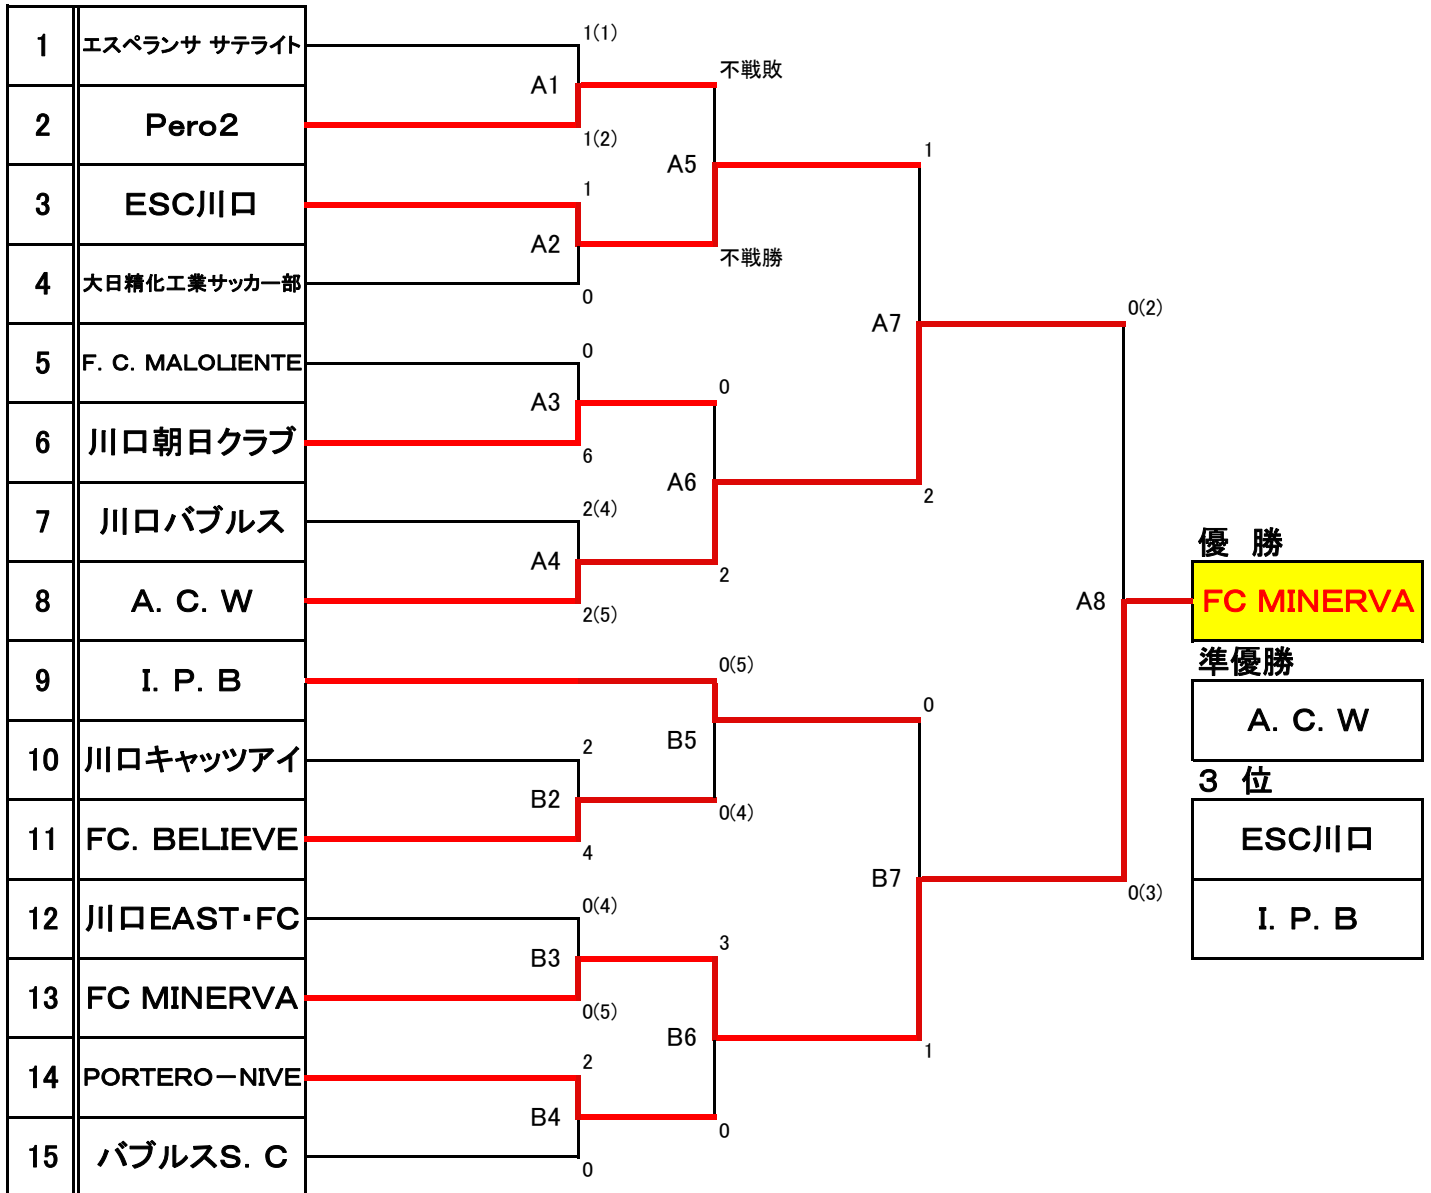 1 エスペランサ サテライト
2 Pero2
3 ESC川口
4 大日精化工業サッカー部
5 F. C. MALOLIENTE
6 川口朝日クラブ
7 川口バブルス
8 A. C. W
9 I. P. B
10 川口キャッツアイ
11 FC. BELIEVE
12 川口EAST・FC
13 FC MINERVA
14 PORTERO－NIVE
15 バブルスS. C
1(1)
A1
1(2)
1
A2
0
0
A3
6
2(4)
A4
2(5)
2
B2
4
0(4)
B3
0(5)
2
B4
0
不戦敗
A5
不戦勝
0
A6
2
0(5)
B5
0(4)
3
B6
0
1
A7
2
0
B7
1
0(2)
A8
0(3)
優 勝
FC MINERVA
準優勝
A. C. W
3 位
ESC川口
I. P. B